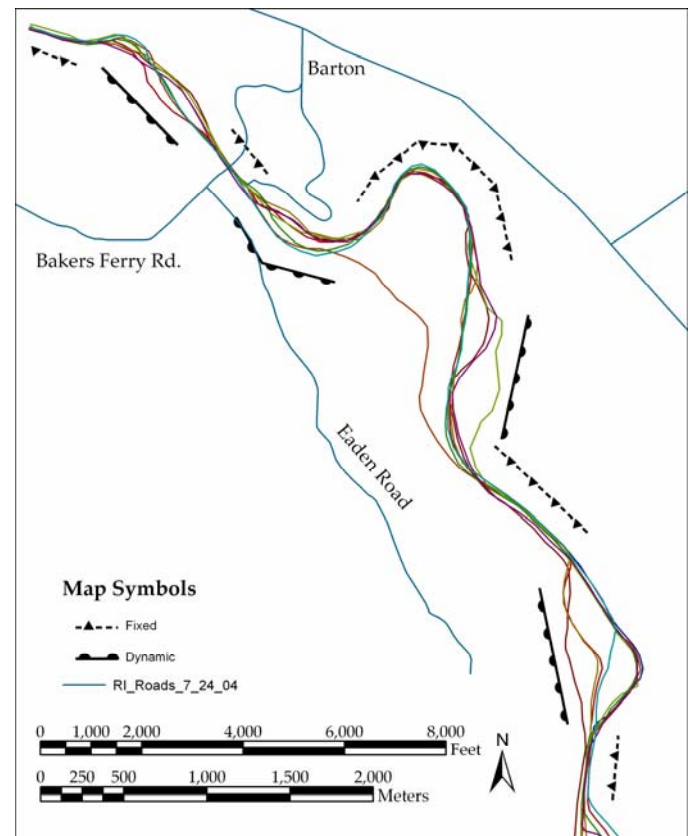 Barton
Bakers Ferry Rd.
Eaden Road
Map Symbols
Fixed
Dynamic
RI_Roads_7_24_04
0 1,000 2,000 4,000 6,000 8,000
Feet
N
0 250 500 1,000 1,500 2,000
Meters